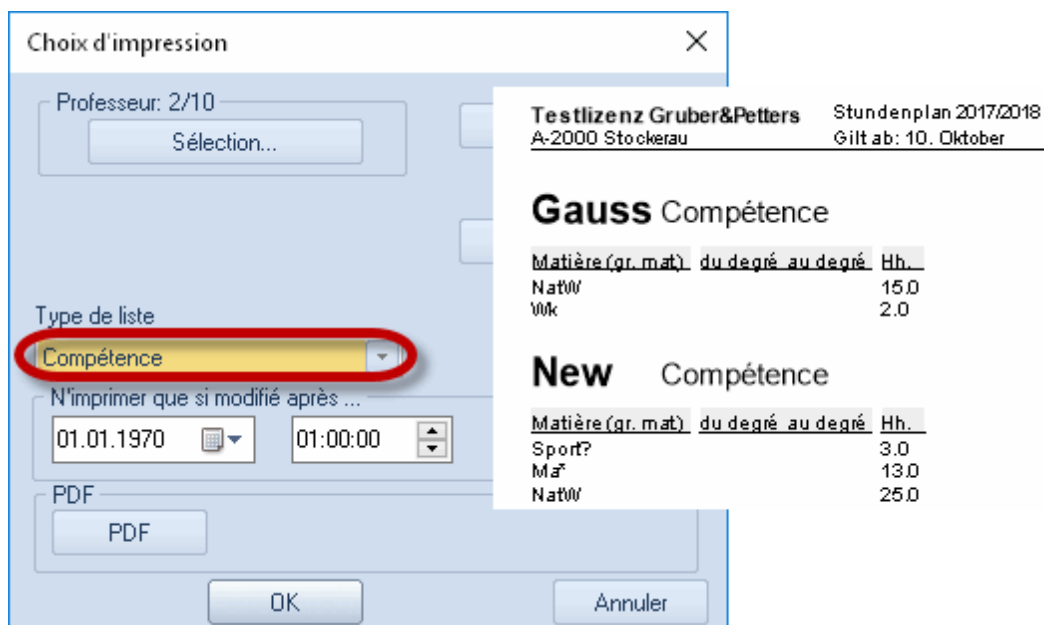 Choix d'impression
Professeur: 2/10
Sélection...
Type de liste
Compétence
N'imprimer que si modifié après ...
01.01.1970 01:00:00
PDF
PDF
OK Annuler
Testlizenz Gruber&Petters Stundenplan 2017/2018
A-2000 Stockerau Gilt ab: 10. Oktober
Gauss Compétence
Matière (gr. mat) du degré au degré Hh.
NatW 15.0
Wk 2.0
New Compétence
Matière (gr. mat) du degré au degré Hh.
Sport? 3.0
Ma* 13.0
NatW 25.0